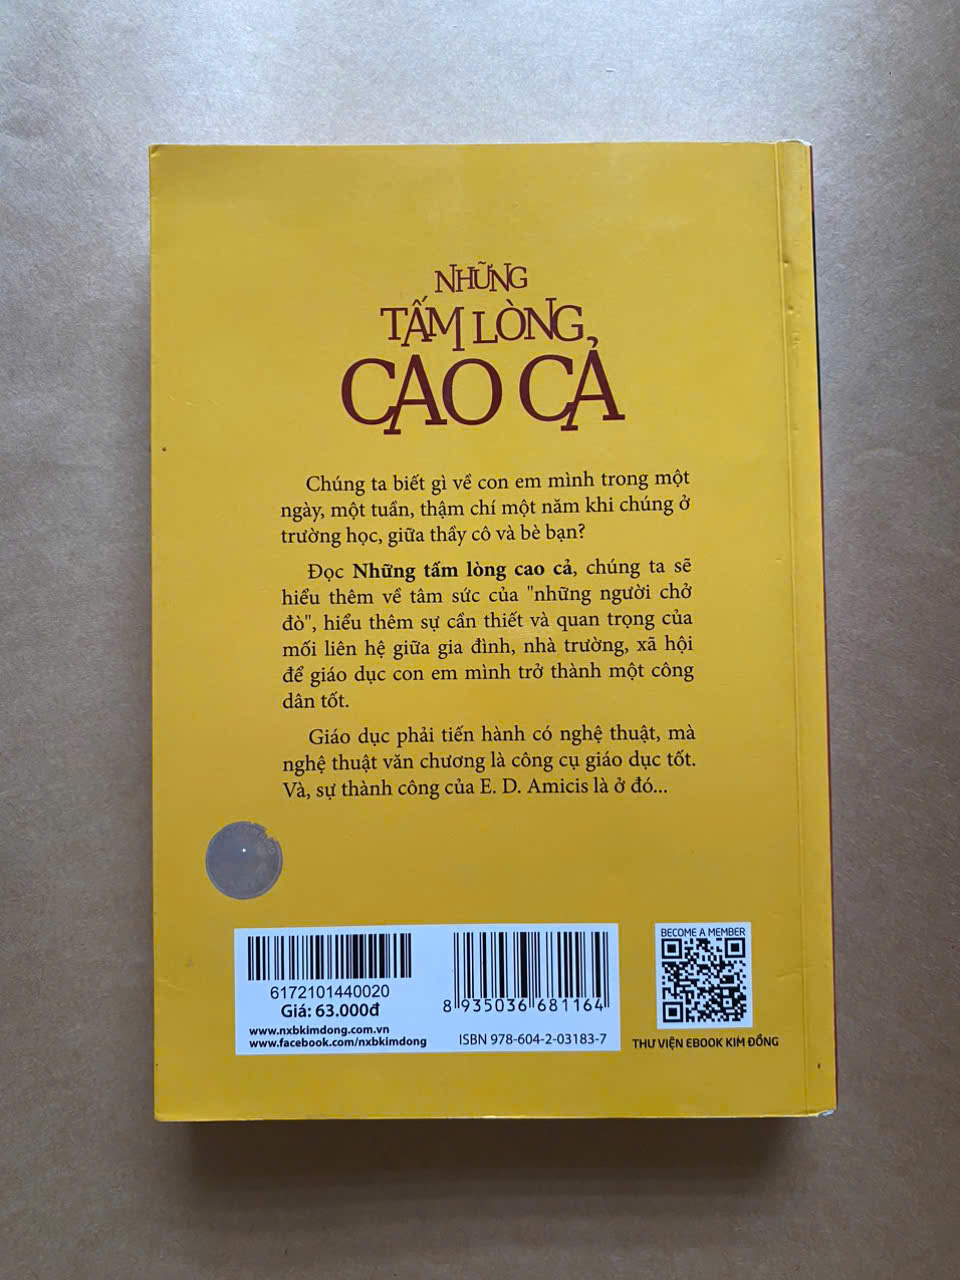 NHỮNG
TẤM LÒNG
CAO CẢ
Chúng ta biết gì về con em mình trong một
ngày, một tuần, thậm chí một năm khi chúng ở
trường học, giữa thầy cô và bè bạn?
Đọc Những tấm lòng cao cả, chúng ta sẽ
hiểu thêm về tâm sức của "những người chở
đò", hiểu thêm sự cần thiết và quan trọng của
mối liên hệ giữa gia đình, nhà trường, xã hội
để giáo dục con em mình trở thành một công
dân tốt.
Giáo dục phải tiến hành có nghệ thuật, mà
nghệ thuật văn chương là công cụ giáo dục tốt.
Và, sự thành công của E. D. Amicis là ở đó...
6172101440020
Giá: 63.000đ
www.nxbkimdong.com.vn
www.facebook.com/nxbkimdong
8 935036 681164
ISBN 978-604-2-03183-7
BECOME A MEMBER
THƯ VIỆN EBOOK KIM ĐỒNG